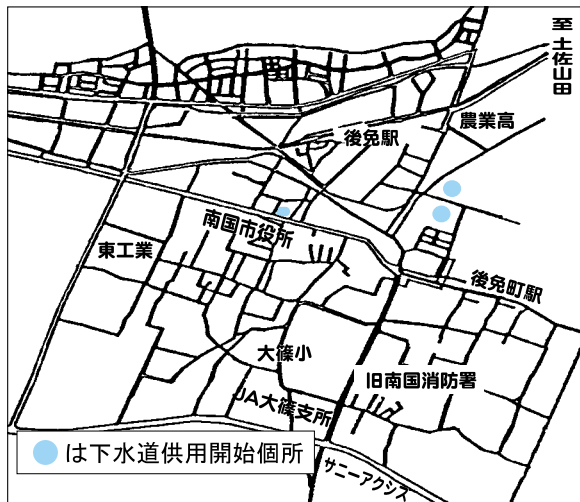 至 土佐山田
農業高
後免駅
南国市役所
東工業
後免町駅
大篠小
旧南国消防署
JA大篠支所
サニーアクシス
は下水道供用開始個所